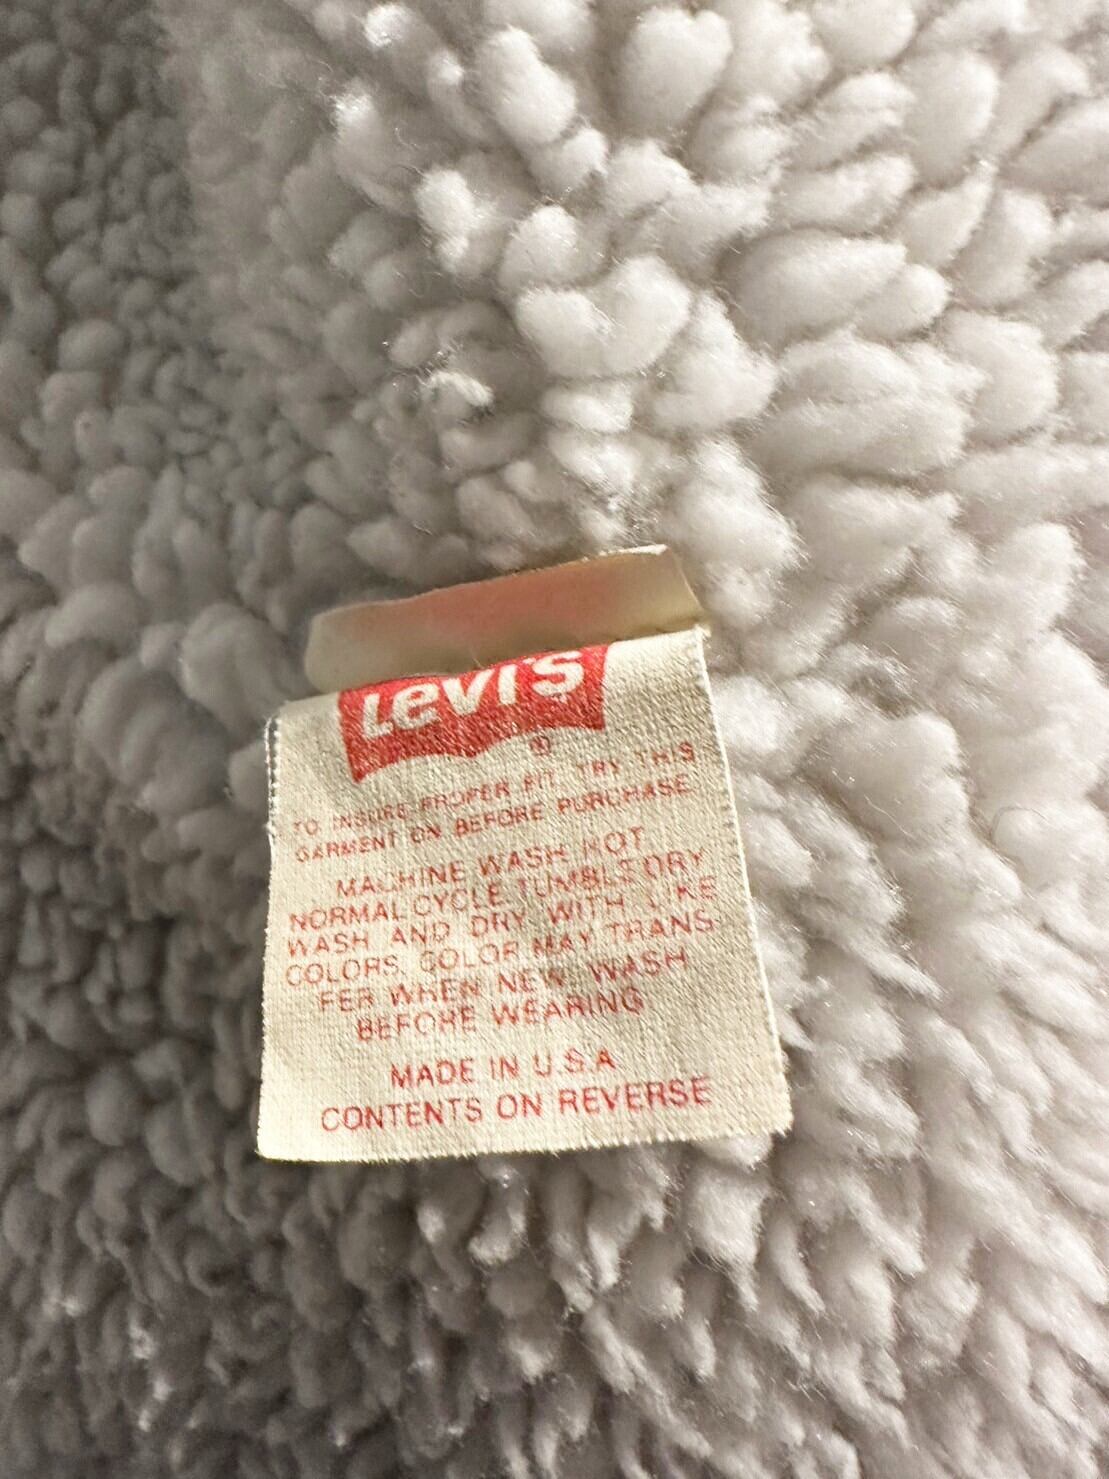 Levi's
®
TO INSURE PROPER FIT TRY THIS
GARMENT ON BEFORE PURCHASE
MACHINE WASH HOT
NORMAL CYCLE TUMBLE DRY
WASH AND DRY WITH LIKE
COLORS. COLOR MAY TRANS
FER WHEN NEW. WASH
BEFORE WEARING
MADE IN U.S.A
CONTENTS ON REVERSE